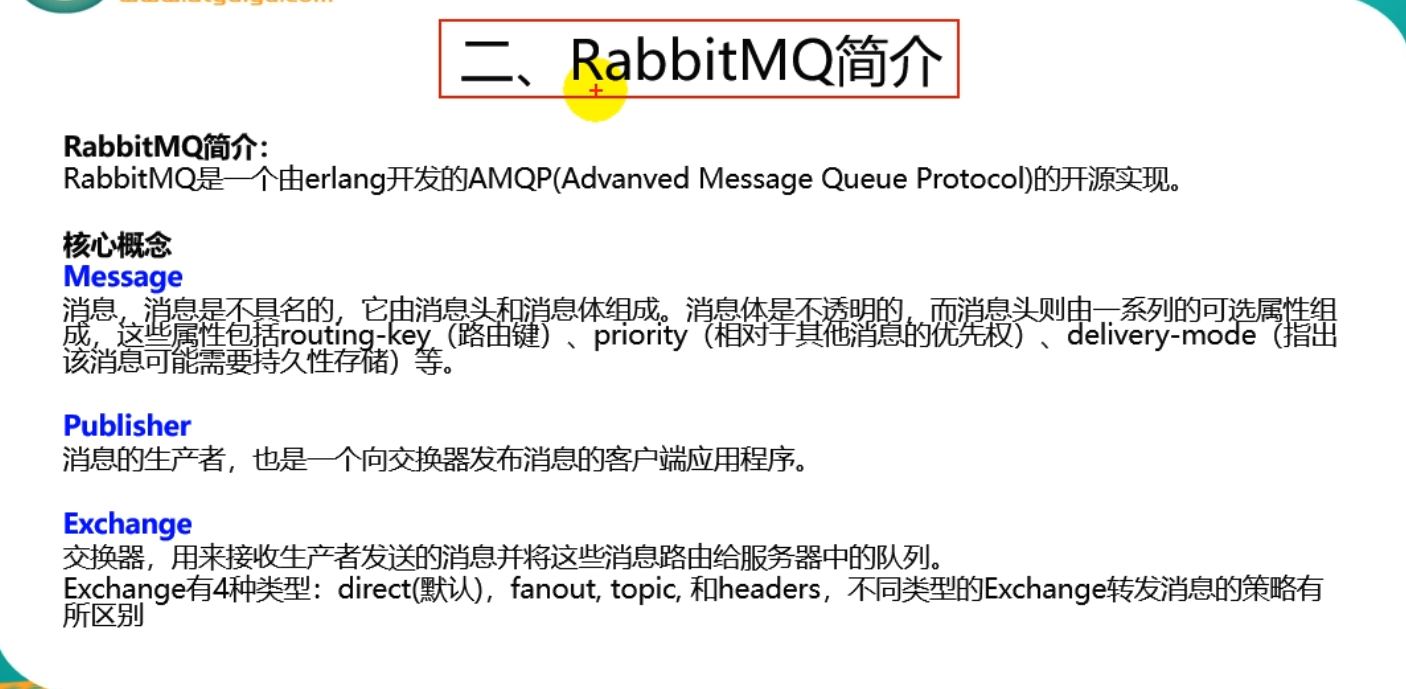 二、RabbitMQ简介
RabbitMQ简介：
RabbitMQ是一个由erlang开发的AMQP(Advanved Message Queue Protocol)的开源实现。
核心概念
Message
消息，消息是不具名的，它由消息头和消息体组成。消息体是不透明的，而消息头则由一系列的可选属性组
成，这些属性包括routing-key（路由键）、priority（相对于其他消息的优先权）、delivery-mode（指出
该消息可能需要持久性存储）等。
Publisher
消息的生产者，也是一个向交换器发布消息的客户端应用程序。
Exchange
交换器，用来接收生产者发送的消息并将这些消息路由给服务器中的队列。
Exchange有4种类型：direct(默认)，fanout, topic, 和headers，不同类型的Exchange转发消息的策略有
所区别